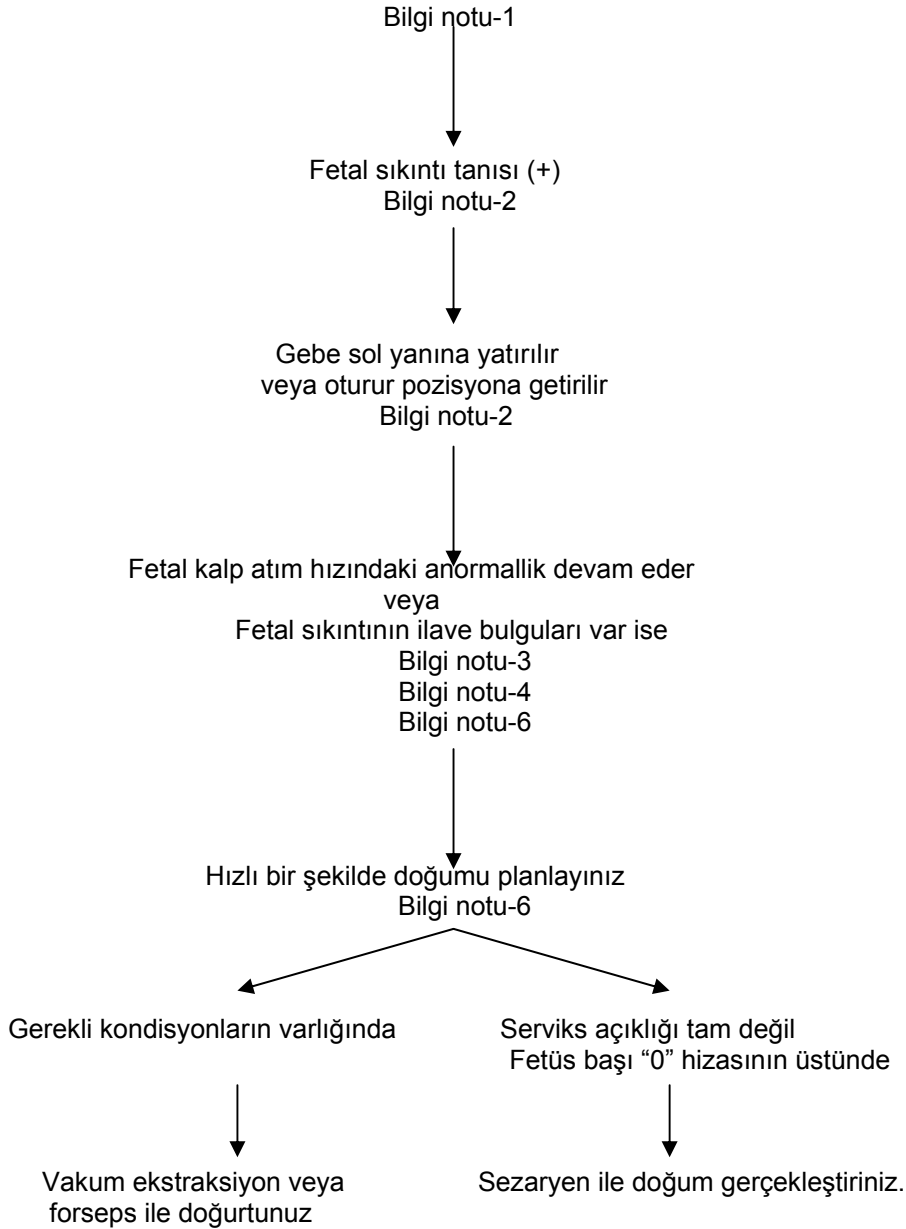 Bilgi notu-1
Fetal sıkıntı tanısı (+)
Bilgi notu-2
Gebe sol yanına yatırılır
veya oturur pozisyona getirilir
Bilgi notu-2
Fetal kalp atım hızındaki anormallik devam eder
veya
Fetal sıkıntının ilave bulguları var ise
Bilgi notu-3
Bilgi notu-4
Bilgi notu-6
Hızlı bir şekilde doğumu planlayınız
Bilgi notu-6
Gerekli kondisyonların varlığında
Vakum ekstraksiyon veya
forseps ile doğurtunuz
Serviks açıklığı tam değil
Fetüs başı “0” hizasının üstünde
Sezaryen ile doğum gerçekleştiriniz.